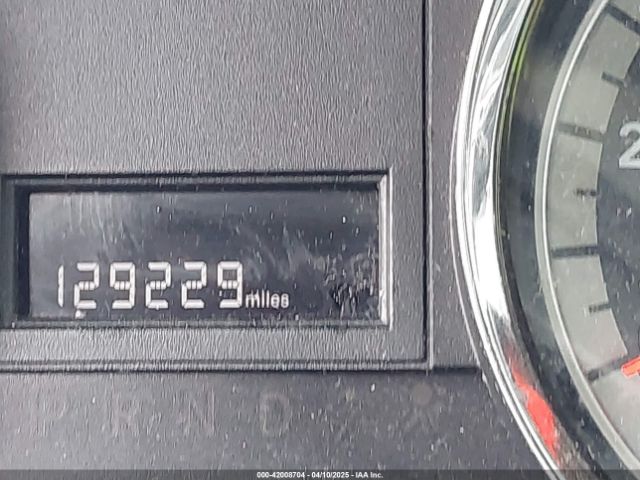 2
129229 miles
P R N D
000-42008704 - 04/10/2025 - IAA Inc.